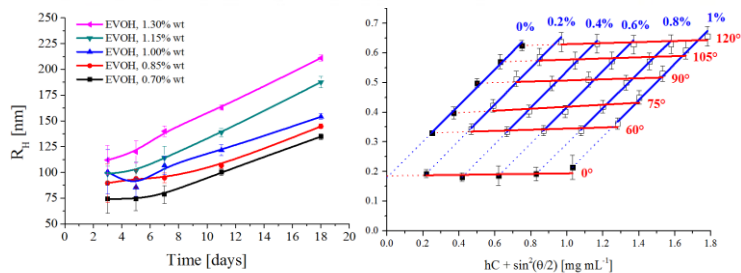 EVOH, 1.30% wt
EVOH, 1.15% wt
EVOH, 1.00% wt
EVOH, 0.85% wt
EVOH, 0.70% wt
250
225
200
175
150
125
100
75
50
25
R_H [nm]
0 2 4 6 8 10 12 14 16 18 20
Time [days]
0% 0.2% 0.4% 0.6% 0.8% 1%
0.7
0.6
0.5
0.4
0.3
0.2
0.1
0.0
120°
105°
90°
75°
60°
0°
0.0 0.2 0.4 0.6 0.8 1.0 1.2 1.4 1.6 1.8
hC + sin²(θ/2) [mg mL⁻¹]